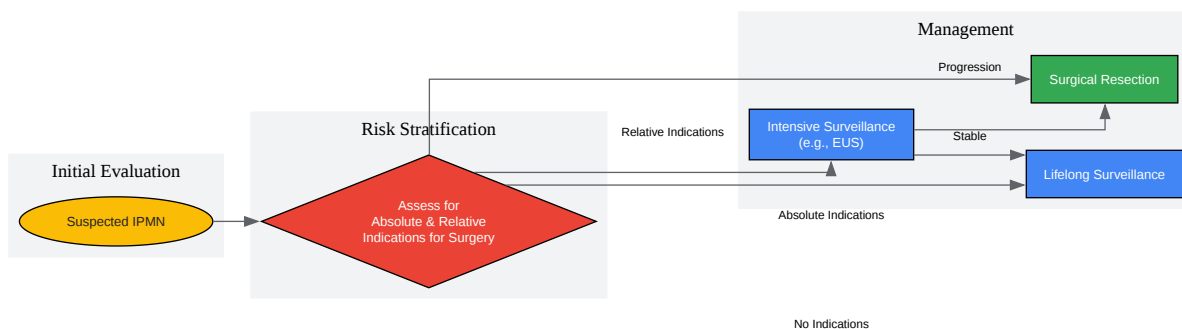 Initial Evaluation
Suspected IPMN
Risk Stratification
Assess for
Absolute & Relative
Indications for Surgery
Management
Progression
Surgical Resection
Relative Indications
Intensive Surveillance
(e.g., EUS)
Stable
Lifelong Surveillance
Absolute Indications
No Indications